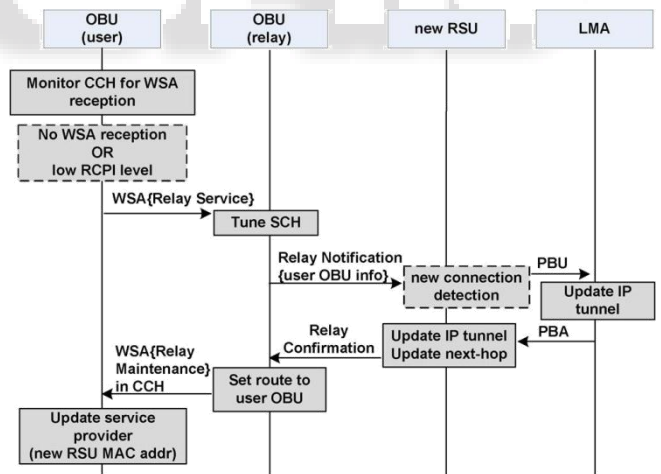 OBU
(user)
OBU
(relay)
new RSU
LMA
Monitor CCH for WSA
reception
No WSA reception
OR
low RCPI level
WSA{Relay Service}
Tune SCH
Relay Notification
{user OBU info}
new connection
detection
PBU
Update IP
tunnel
PBA
Update IP tunnel
Update next-hop
Relay
Confirmation
WSA{Relay
Maintenance}
in CCH
Set route to
user OBU
Update service
provider
(new RSU MAC addr)